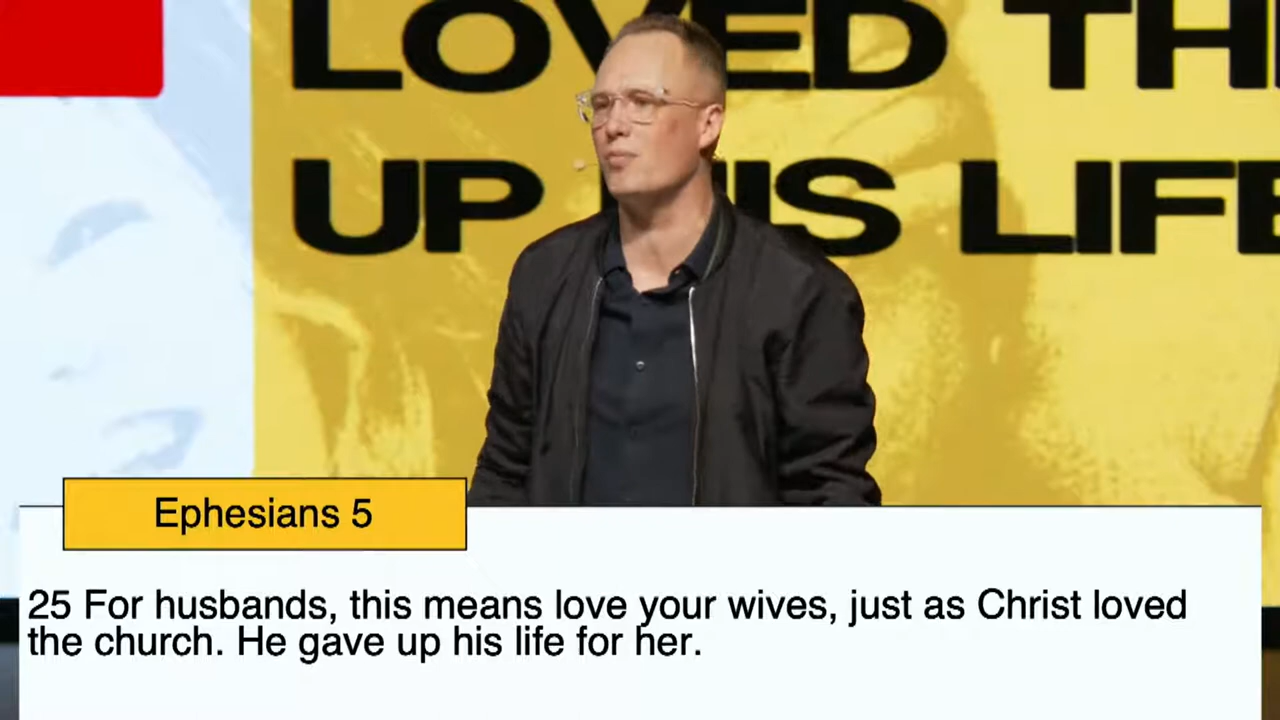 LOVED TH
UP HIS LIFE
Ephesians 5
25 For husbands, this means love your wives, just as Christ loved
the church. He gave up his life for her.